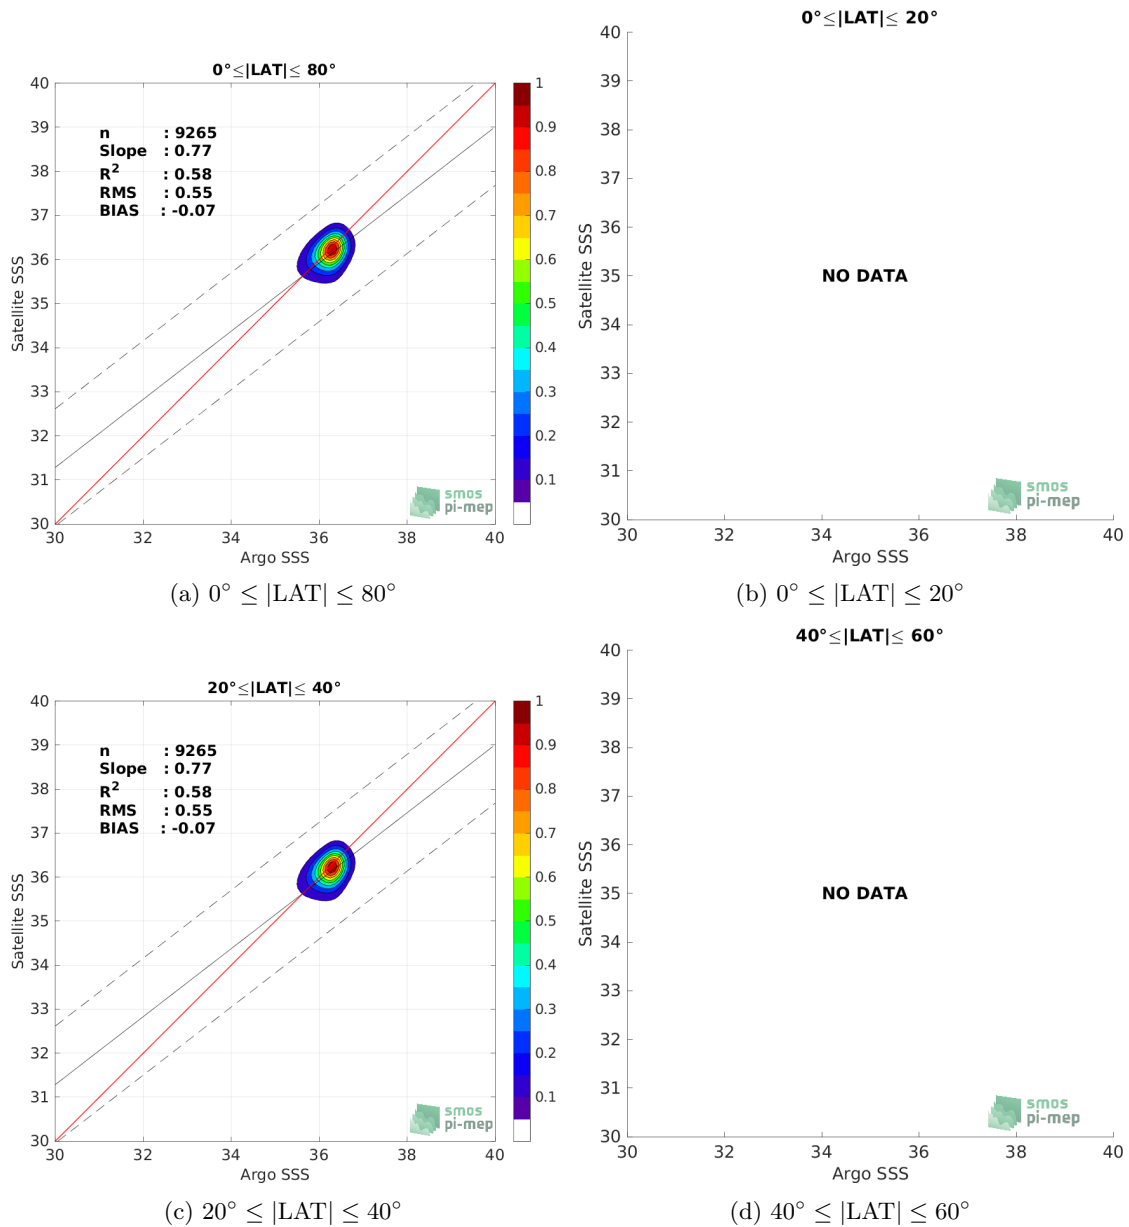 0°≤|LAT|≤ 80°
40
39
38
37
36
35
34
33
32
31
30
Satellite SSS
n : 9265
Slope : 0.77
R² : 0.58
RMS : 0.55
BIAS : -0.07
smos
pi-mep
30 32 34 36 38 40
Argo SSS
1
0.9
0.8
0.7
0.6
0.5
0.4
0.3
0.2
0.1
(a) 0° ≤ |LAT| ≤ 80°
0°≤|LAT|≤ 20°
40
39
38
37
36
35
34
33
32
31
30
Satellite SSS
NO DATA
smos
pi-mep
30 32 34 36 38 40
Argo SSS
(b) 0° ≤ |LAT| ≤ 20°
20°≤|LAT|≤ 40°
40
39
38
37
36
35
34
33
32
31
30
Satellite SSS
n : 9265
Slope : 0.77
R² : 0.58
RMS : 0.55
BIAS : -0.07
smos
pi-mep
30 32 34 36 38 40
Argo SSS
1
0.9
0.8
0.7
0.6
0.5
0.4
0.3
0.2
0.1
(c) 20° ≤ |LAT| ≤ 40°
40°≤|LAT|≤ 60°
40
39
38
37
36
35
34
33
32
31
30
Satellite SSS
NO DATA
smos
pi-mep
30 32 34 36 38 40
Argo SSS
(d) 40° ≤ |LAT| ≤ 60°